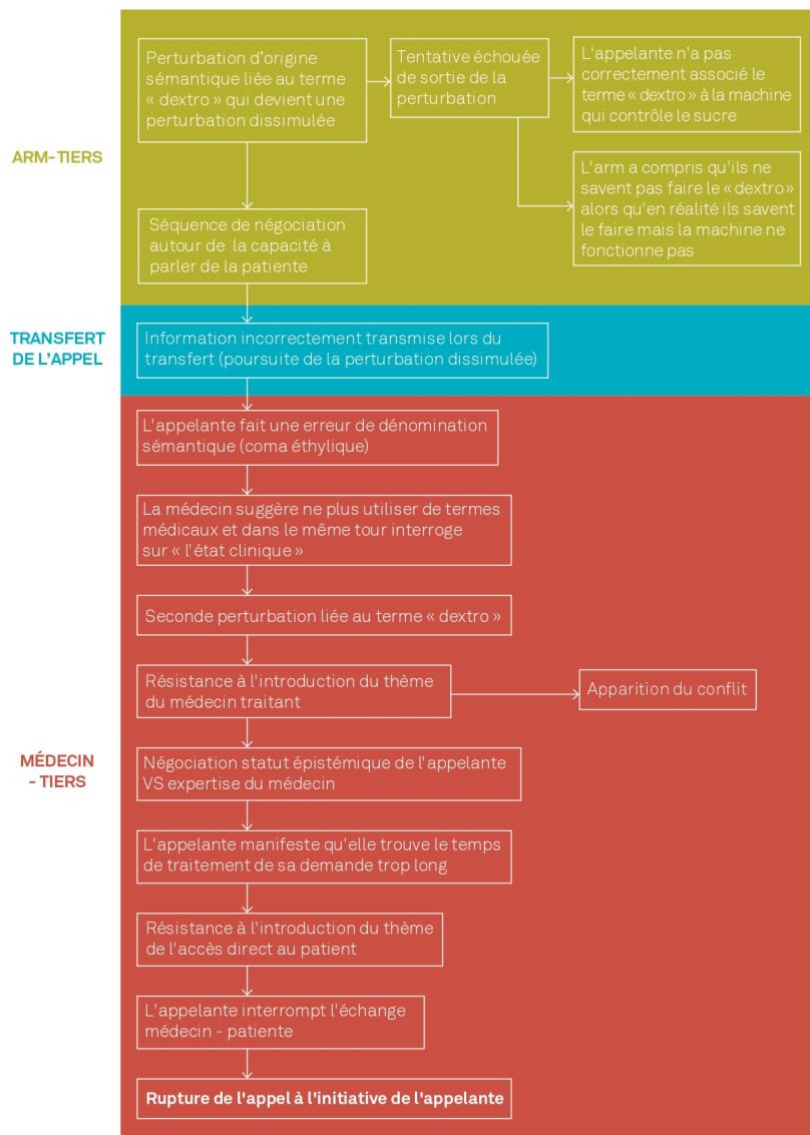 Perturbation d'origine
sémantique liée au terme
« dextro » qui devient une
perturbation dissimulée
Tentative échouée
de sortie de la
perturbation
L'appelante n'a pas
correctement associé le
terme « dextro » à la machine
qui contrôle le sucre
ARM-TIERS
L'arm a compris qu'ils ne
savent pas faire le « dextro »
alors qu'en réalité ils savent
le faire mais la machine ne
fonctionne pas
Séquence de négociation
autour de la capacité à
parler de la patiente
TRANSFERT
DE L'APPEL
Information incorrectement transmise lors du
transfert (poursuite de la perturbation dissimulée)
L'appelante fait une erreur de dénomination
sémantique (coma éthylique)
La médecin suggère ne plus utiliser de termes
médicaux et dans le même tour interroge
sur « l'état clinique »
Seconde perturbation liée au terme « dextro »
Résistance à l'introduction du thème
du médecin traitant
Apparition du conflit
MÉDECIN
- TIERS
Négociation statut épistémique de l'appelante
VS expertise du médecin
L'appelante manifeste qu'elle trouve le temps
de traitement de sa demande trop long
Résistance à l'introduction du thème
de l'accès direct au patient
L'appelante interrompt l'échange
médecin - patiente
Rupture de l'appel à l'initiative de l'appelante